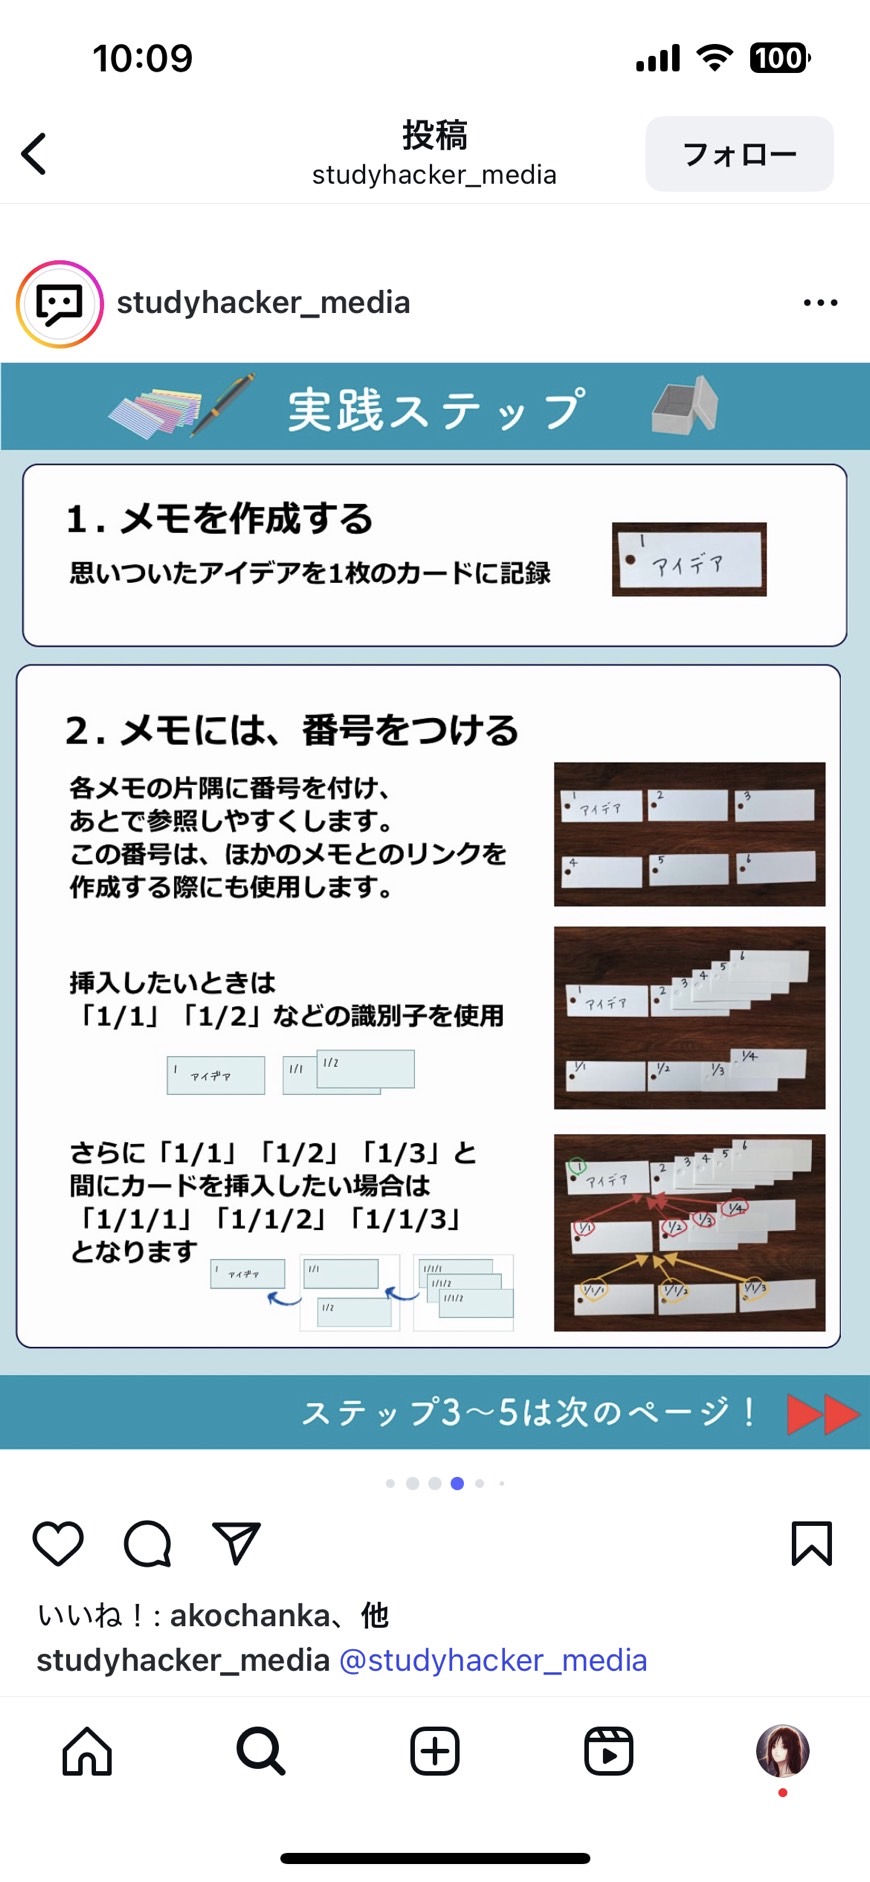 10:09
100
投稿
studyhacker_media
フォロー
studyhacker_media
実践ステップ
1. メモを作成する
思いついたアイデアを1枚のカードに記録
1
アイデア
2. メモには、番号をつける
各メモの片隅に番号を付け、
あとで参照しやすくします。
この番号は、ほかのメモとのリンクを
作成する際にも使用します。
1 アイデア 2 3
4 5 6
挿入したいときは
「1/1」「1/2」などの識別子を使用
1 アイデア 1/1 1/2
1 アイデア 2 3 4 5 6
1/1 1/2 1/3 1/4
さらに「1/1」「1/2」「1/3」と
間にカードを挿入したい場合は
「1/1/1」「1/1/2」「1/1/3」
となります
1 アイデア 1/1 1/2 1/1/1 1/1/2 1/1/2
1 アイデア 2 3 4 5 6
1/1 1/2 1/3 1/4
1/1/1 1/1/2 1/1/3
ステップ3〜5は次のページ！
いいね！: akochanka、他
studyhacker_media @studyhacker_media